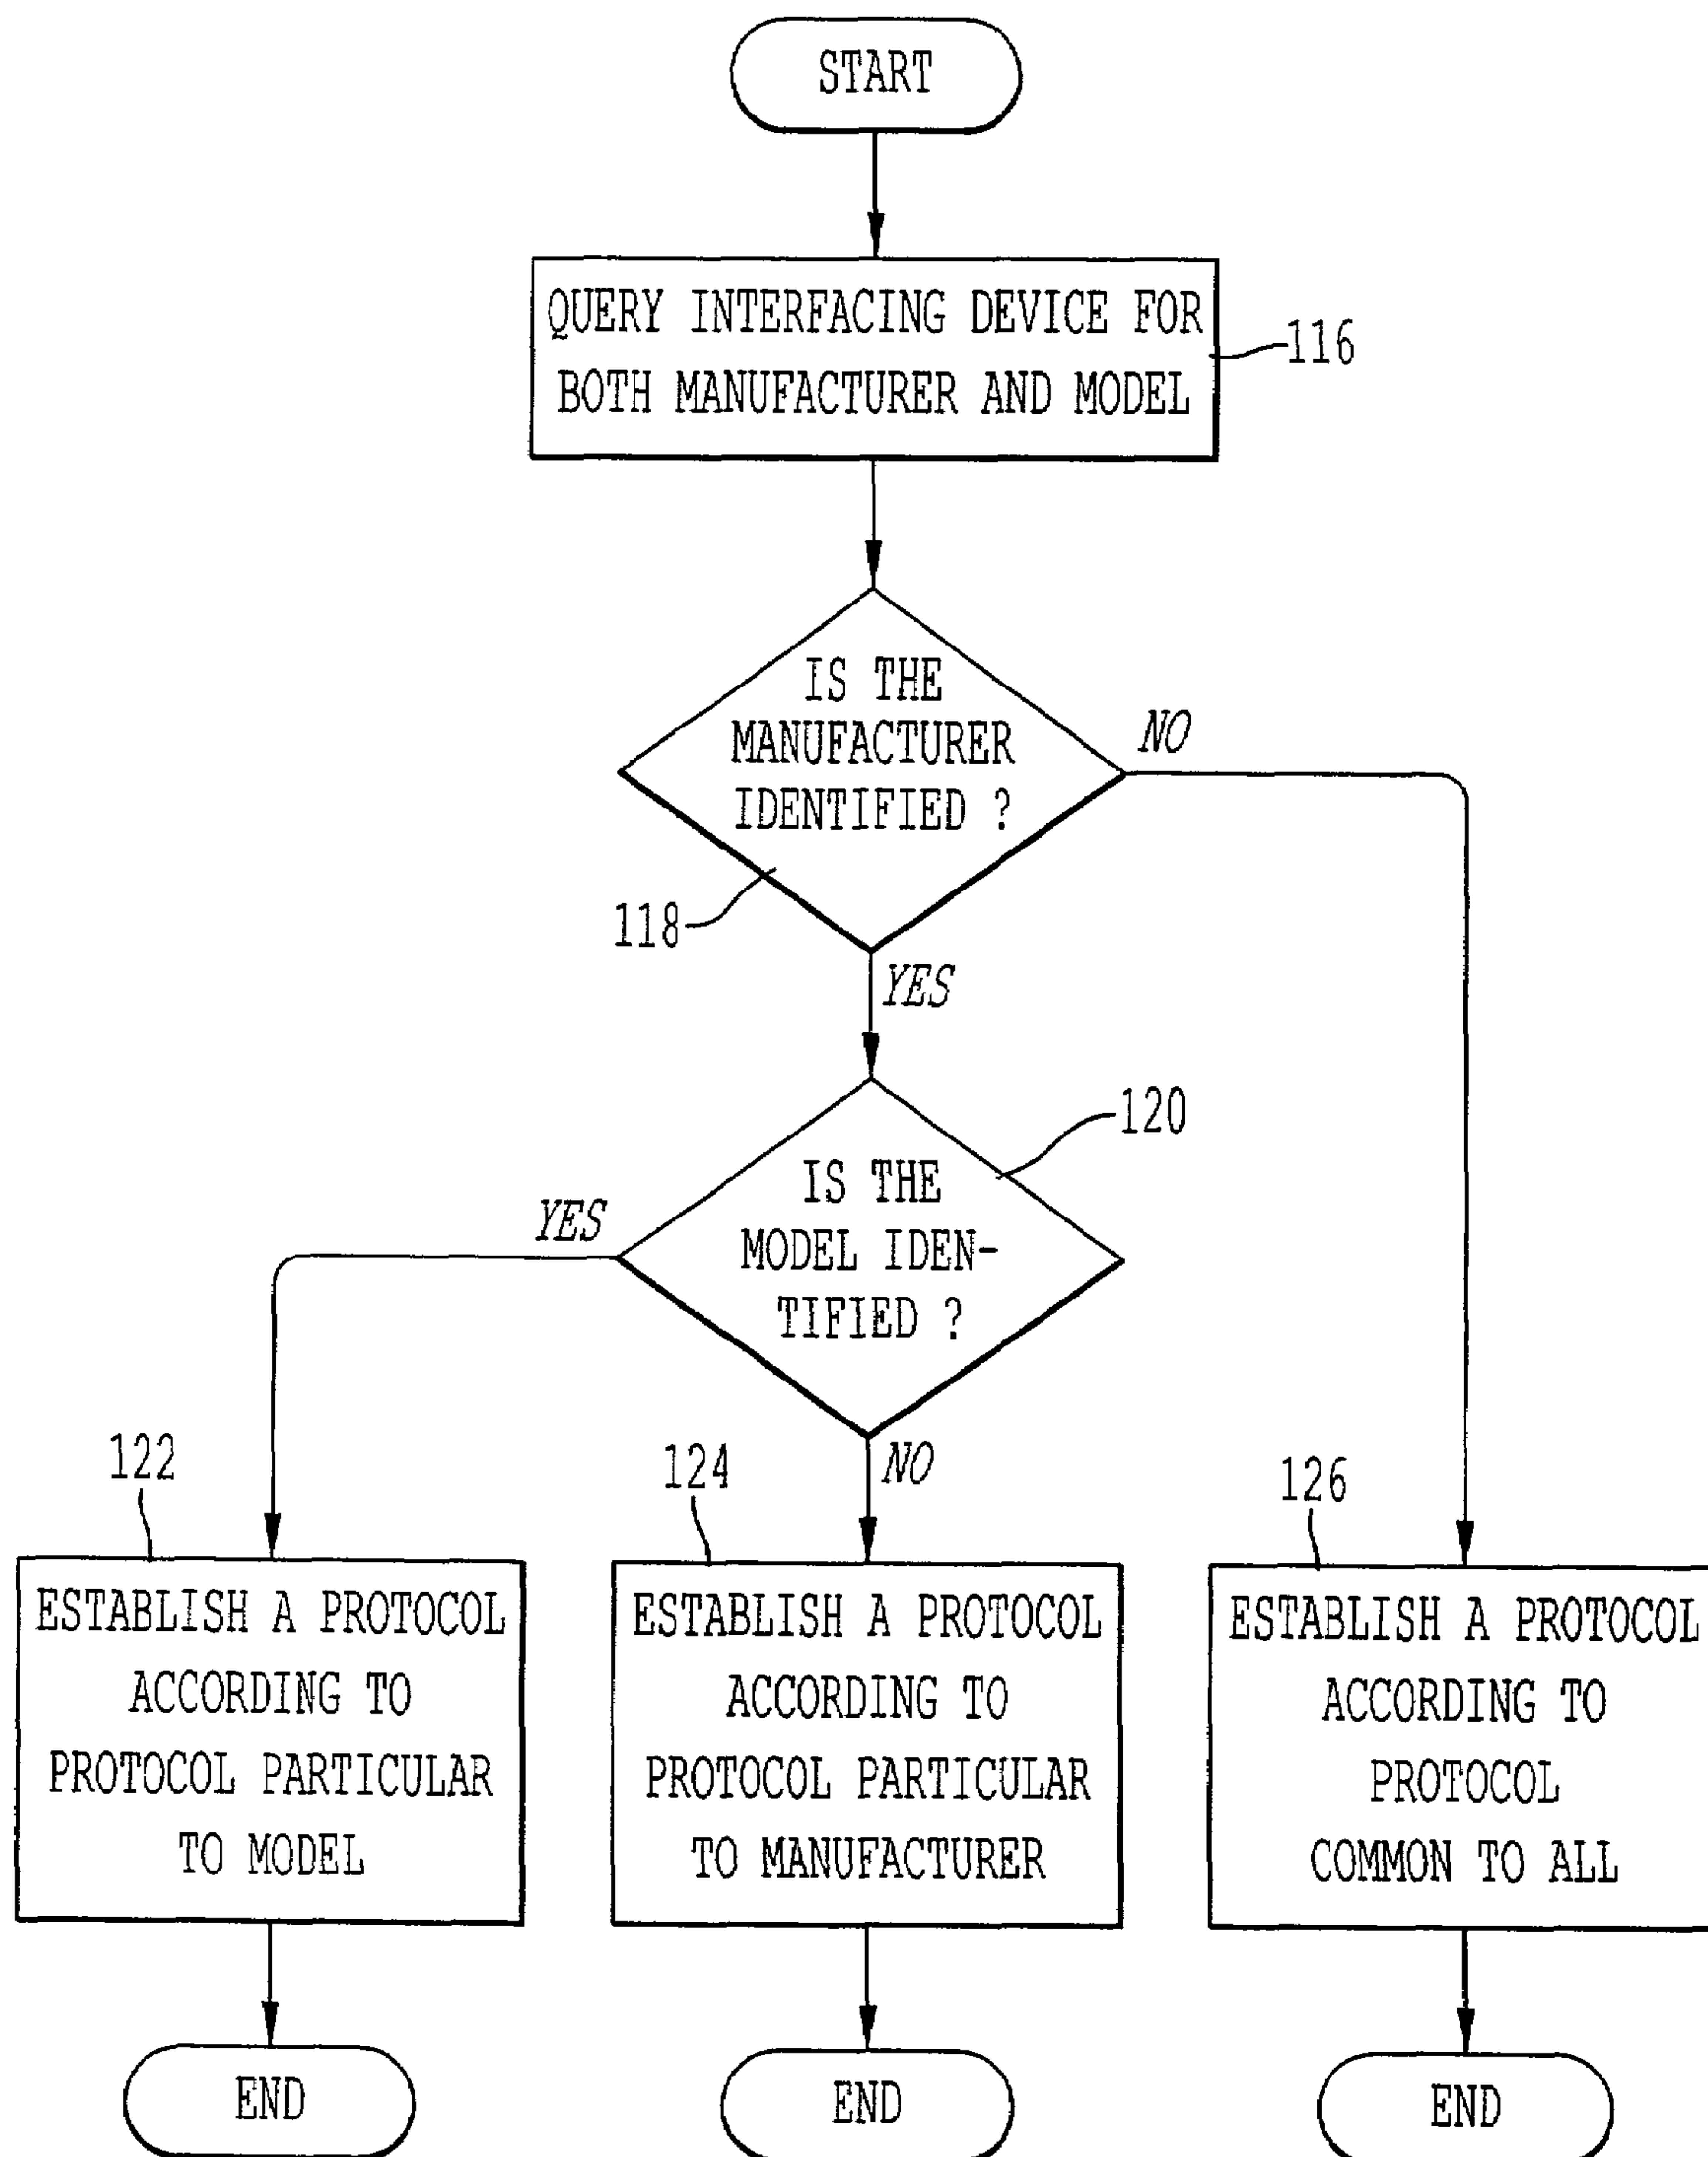 START
QUERY INTERFACING DEVICE FOR
BOTH MANUFACTURER AND MODEL
116
IS THE
MANUFACTURER
IDENTIFIED ?
NO
118
YES
120
IS THE
MODEL IDEN-
TIFIED ?
YES
NO
122
124
126
ESTABLISH A PROTOCOL
ACCORDING TO
PROTOCOL PARTICULAR
TO MODEL
ESTABLISH A PROTOCOL
ACCORDING TO
PROTOCOL PARTICULAR
TO MANUFACTURER
ESTABLISH A PROTOCOL
ACCORDING TO
PROTOCOL
COMMON TO ALL
END
END
END